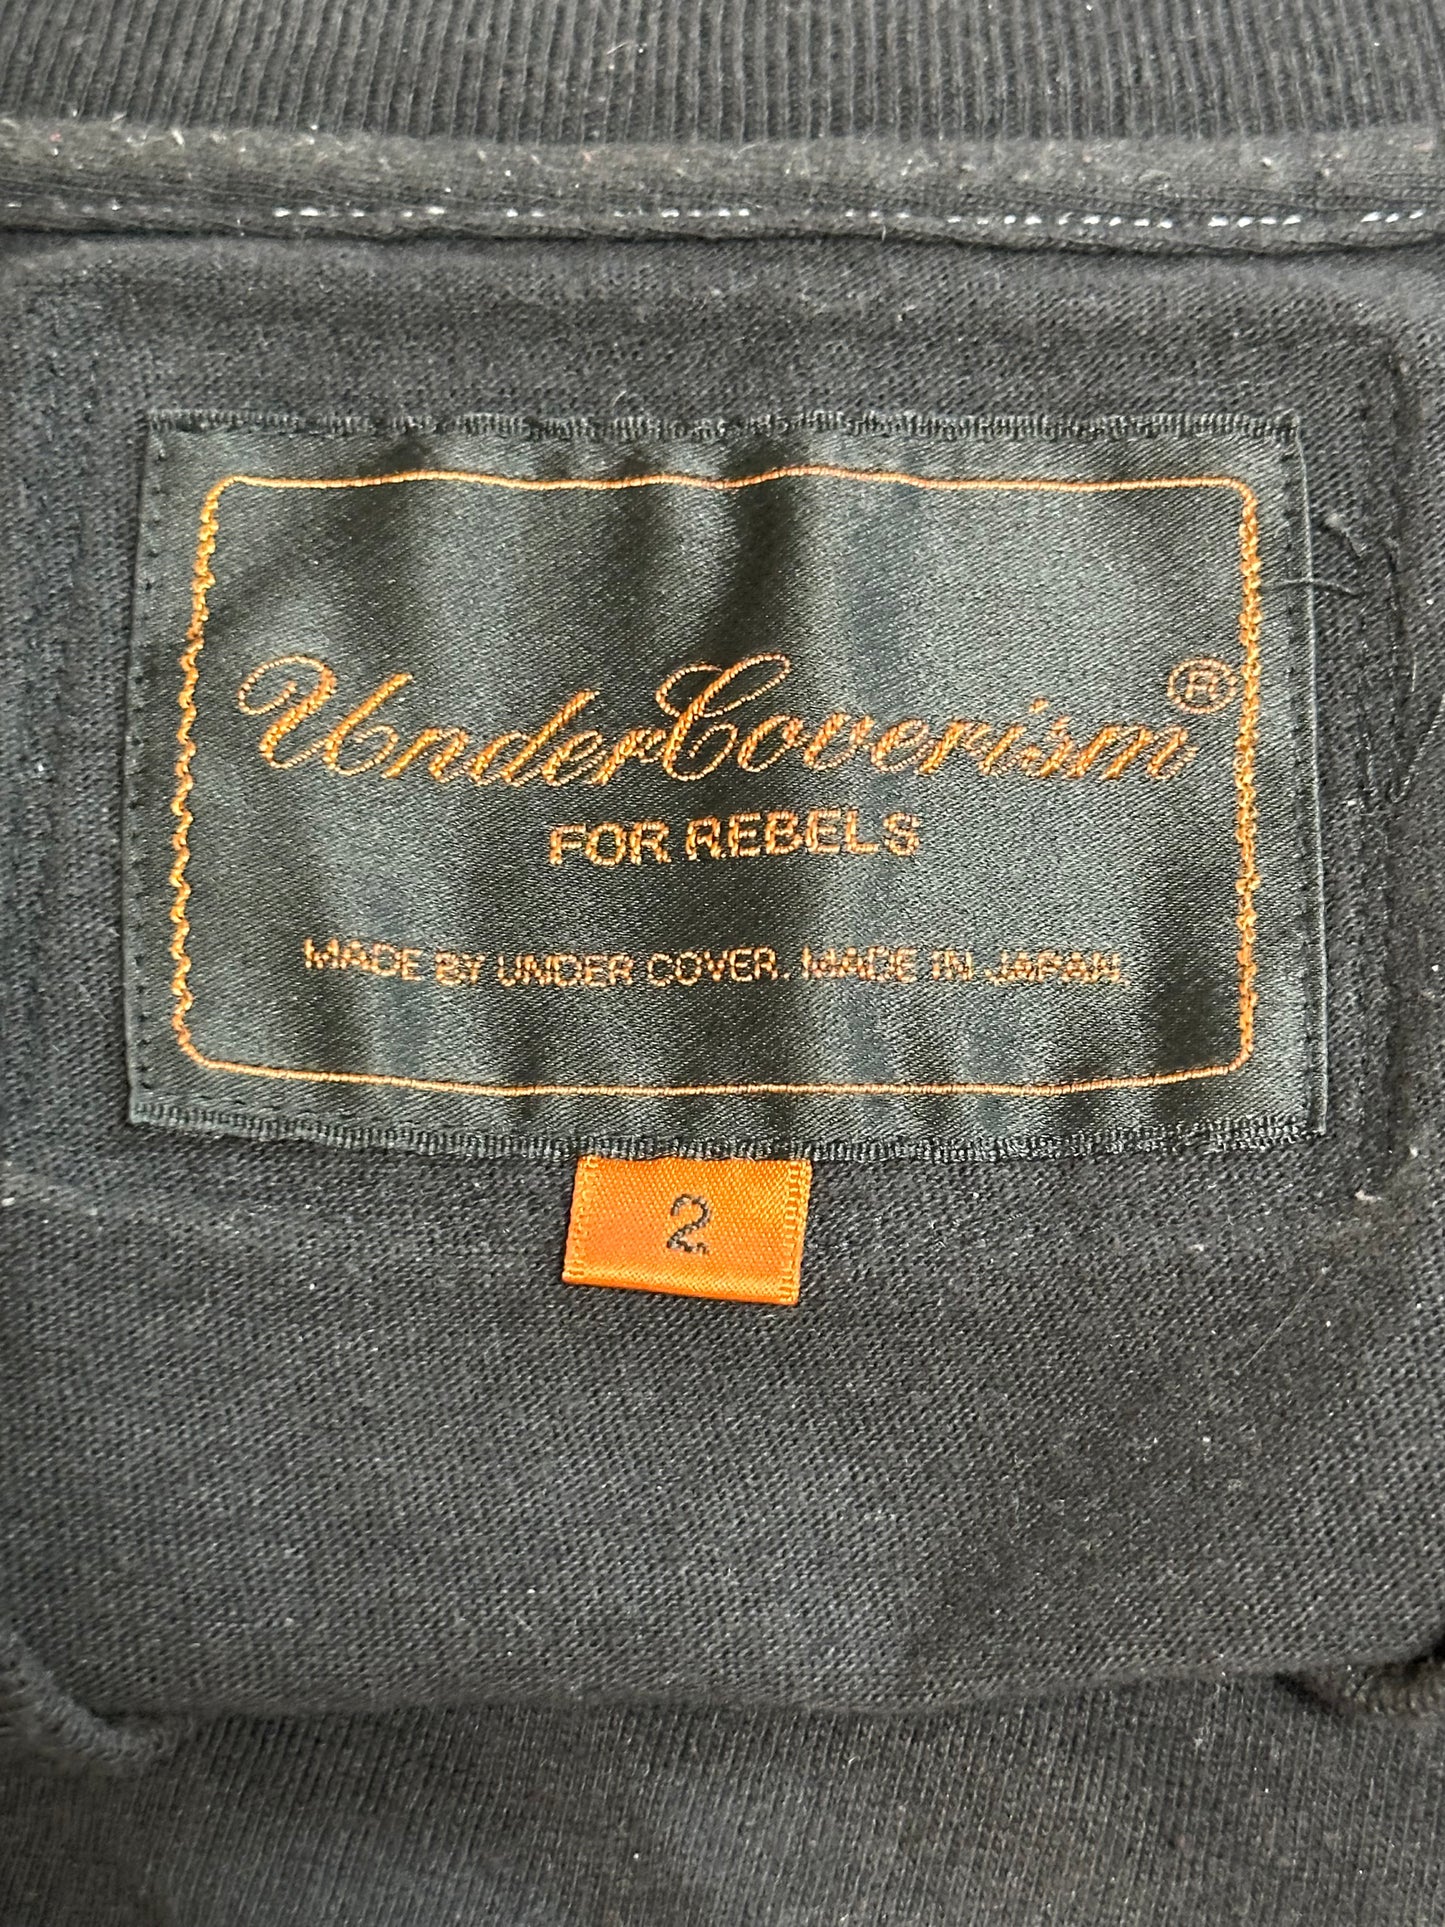 UnderCoverism®
FOR REBELS
MADE BY UNDER COVER. MADE IN JAPAN.
2